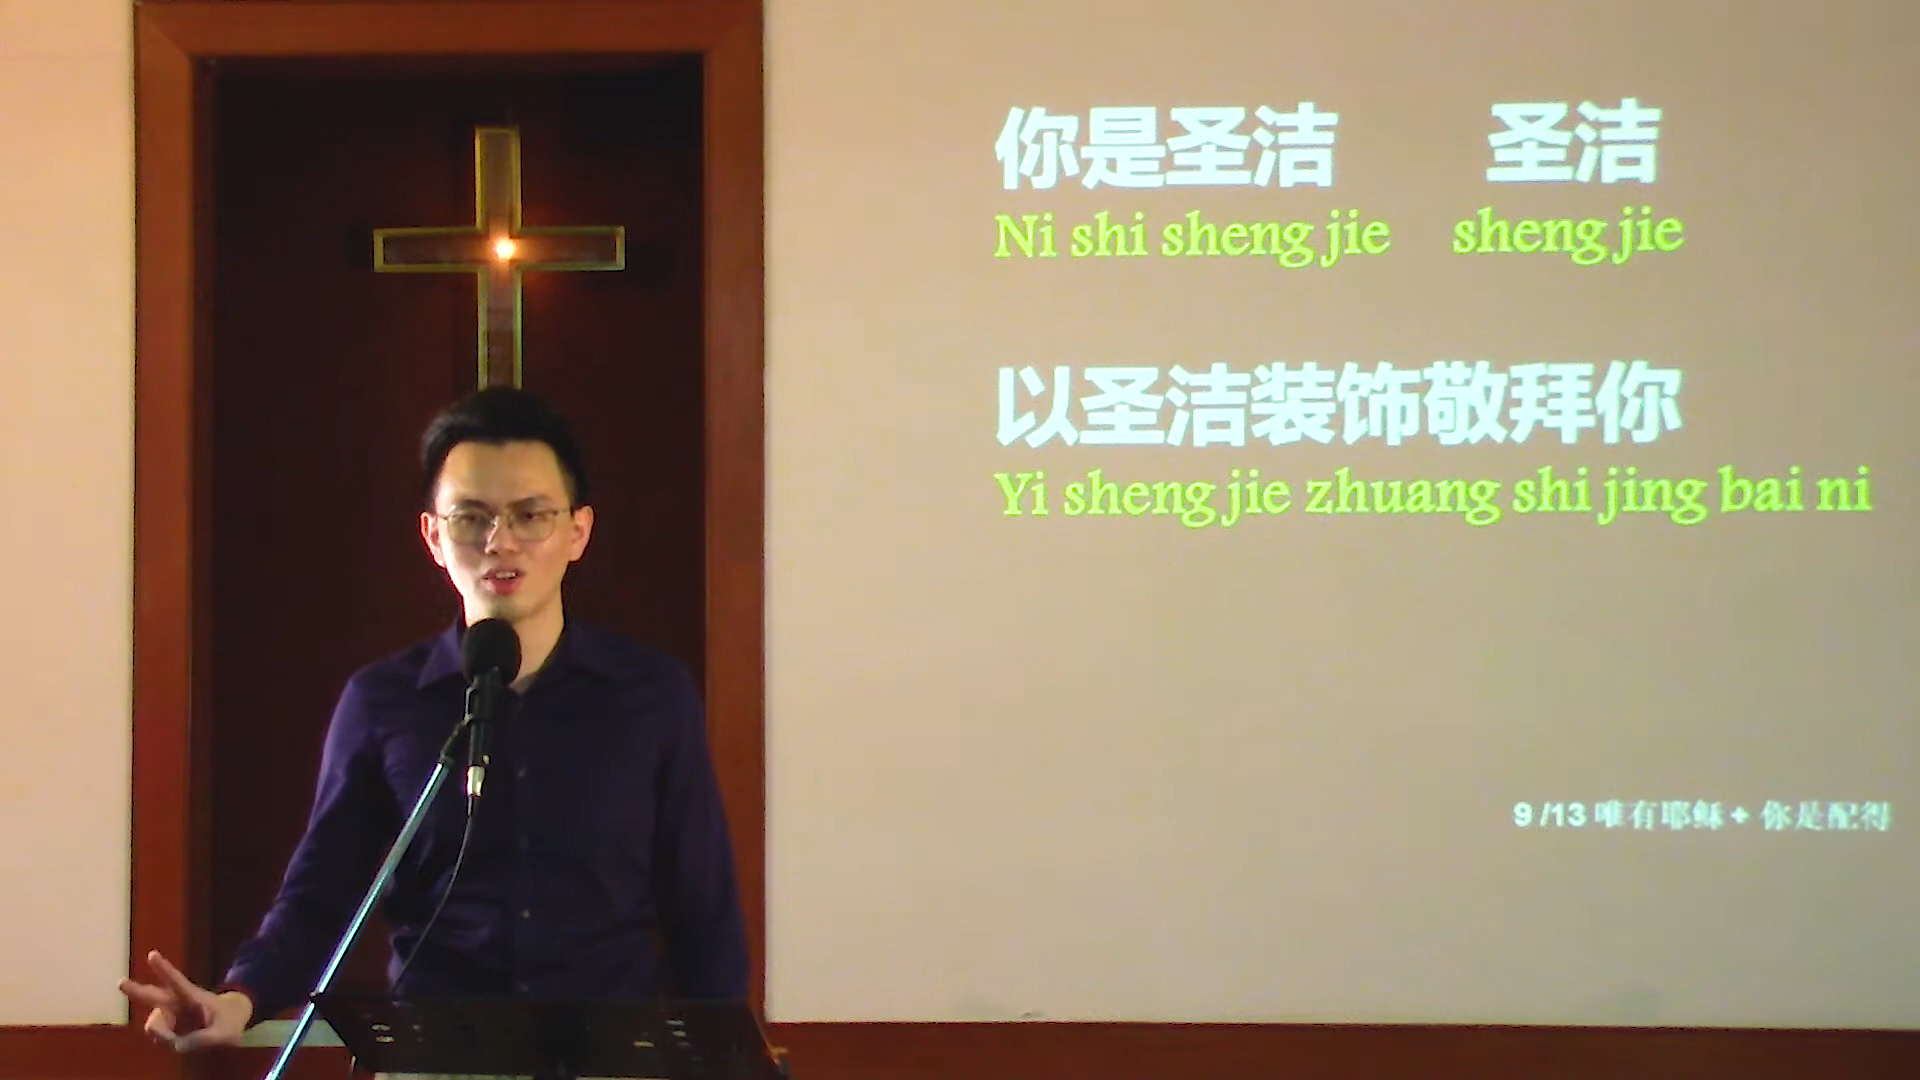 你是圣洁 圣洁
Ni shi sheng jie sheng jie
以圣洁装饰敬拜你
Yi sheng jie zhuang shi jing bai ni
9 /13 唯有耶稣 + 你是配得